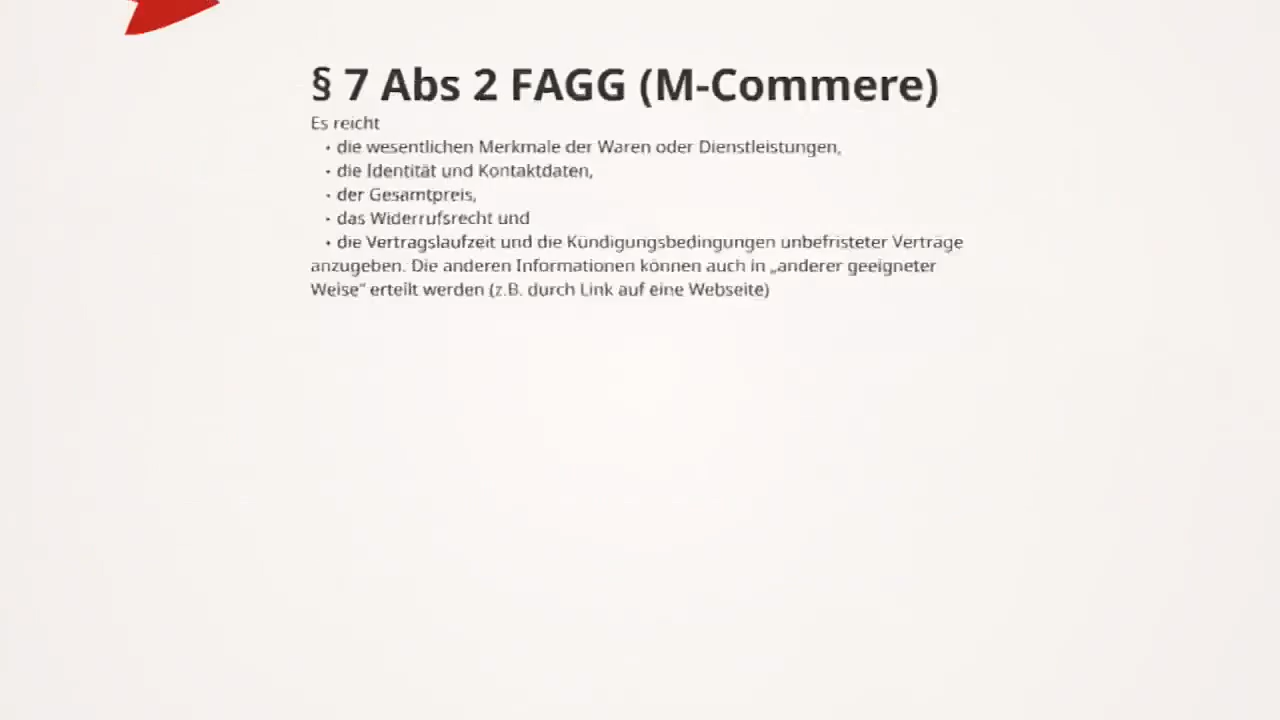 § 7 Abs 2 FAGG (M-Commere)
Es reicht
• die wesentlichen Merkmale der Waren oder Dienstleistungen,
• die Identität und Kontaktdaten,
• der Gesamtpreis,
• das Widerrufsrecht und
• die Vertragslaufzeit und die Kündigungsbedingungen unbefristeter Verträge
anzugeben. Die anderen Informationen können auch in „anderer geeigneter
Weise“ erteilt werden (z.B. durch Link auf eine Webseite)